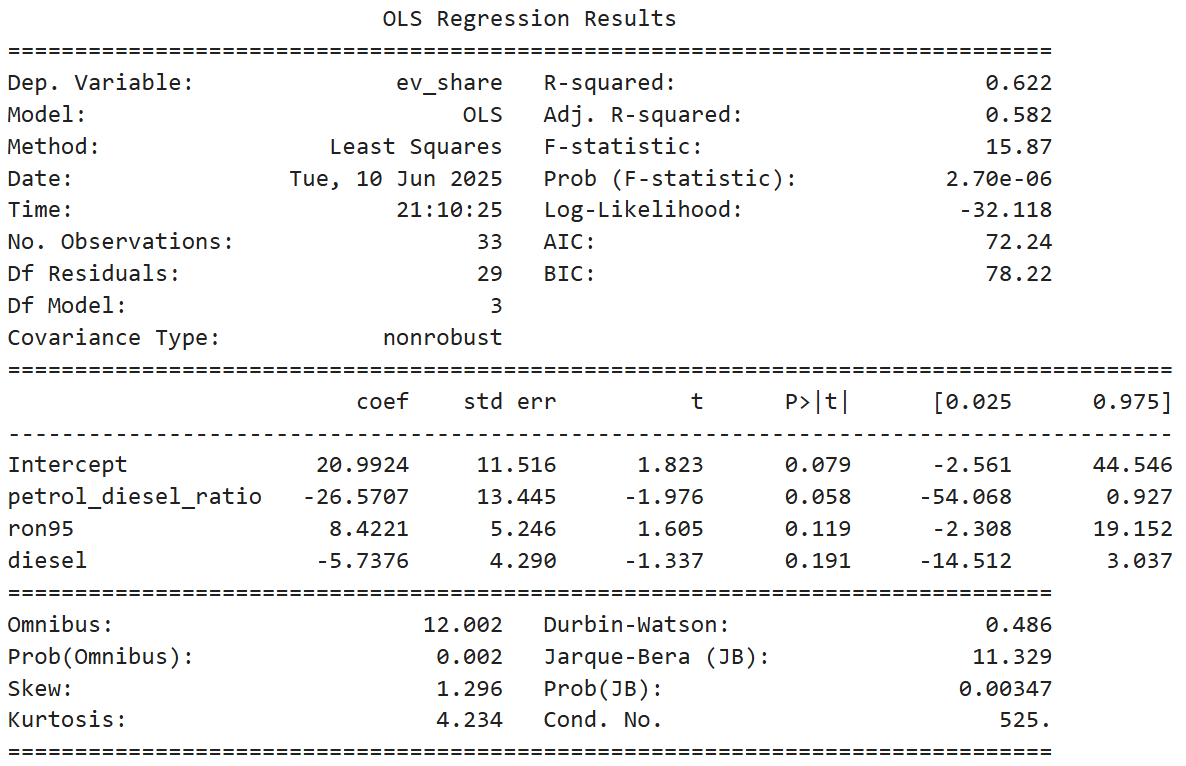 OLS Regression Results
==============================================================================
Dep. Variable:               ev_share   R-squared:                       0.622
Model:                            OLS   Adj. R-squared:                  0.582
Method:                 Least Squares   F-statistic:                     15.87
Date:                Tue, 10 Jun 2025   Prob (F-statistic):           2.70e-06
Time:                        21:10:25   Log-Likelihood:                -32.118
No. Observations:                  33   AIC:                             72.24
Df Residuals:                      29   BIC:                             78.22
Df Model:                           3
Covariance Type:            nonrobust
=======================================================================================
                          coef    std err          t      P>|t|      [0.025      0.975]
---------------------------------------------------------------------------------------
Intercept              20.9924     11.516      1.823      0.079      -2.561      44.546
petrol_diesel_ratio   -26.5707     13.445     -1.976      0.058     -54.068       0.927
ron95                   8.4221      5.246      1.605      0.119      -2.308      19.152
diesel                 -5.7376      4.290     -1.337      0.191     -14.512       3.037
==============================================================================
Omnibus:                       12.002   Durbin-Watson:                   0.486
Prob(Omnibus):                  0.002   Jarque-Bera (JB):               11.329
Skew:                           1.296   Prob(JB):                      0.00347
Kurtosis:                       4.234   Cond. No.                         525.
==============================================================================